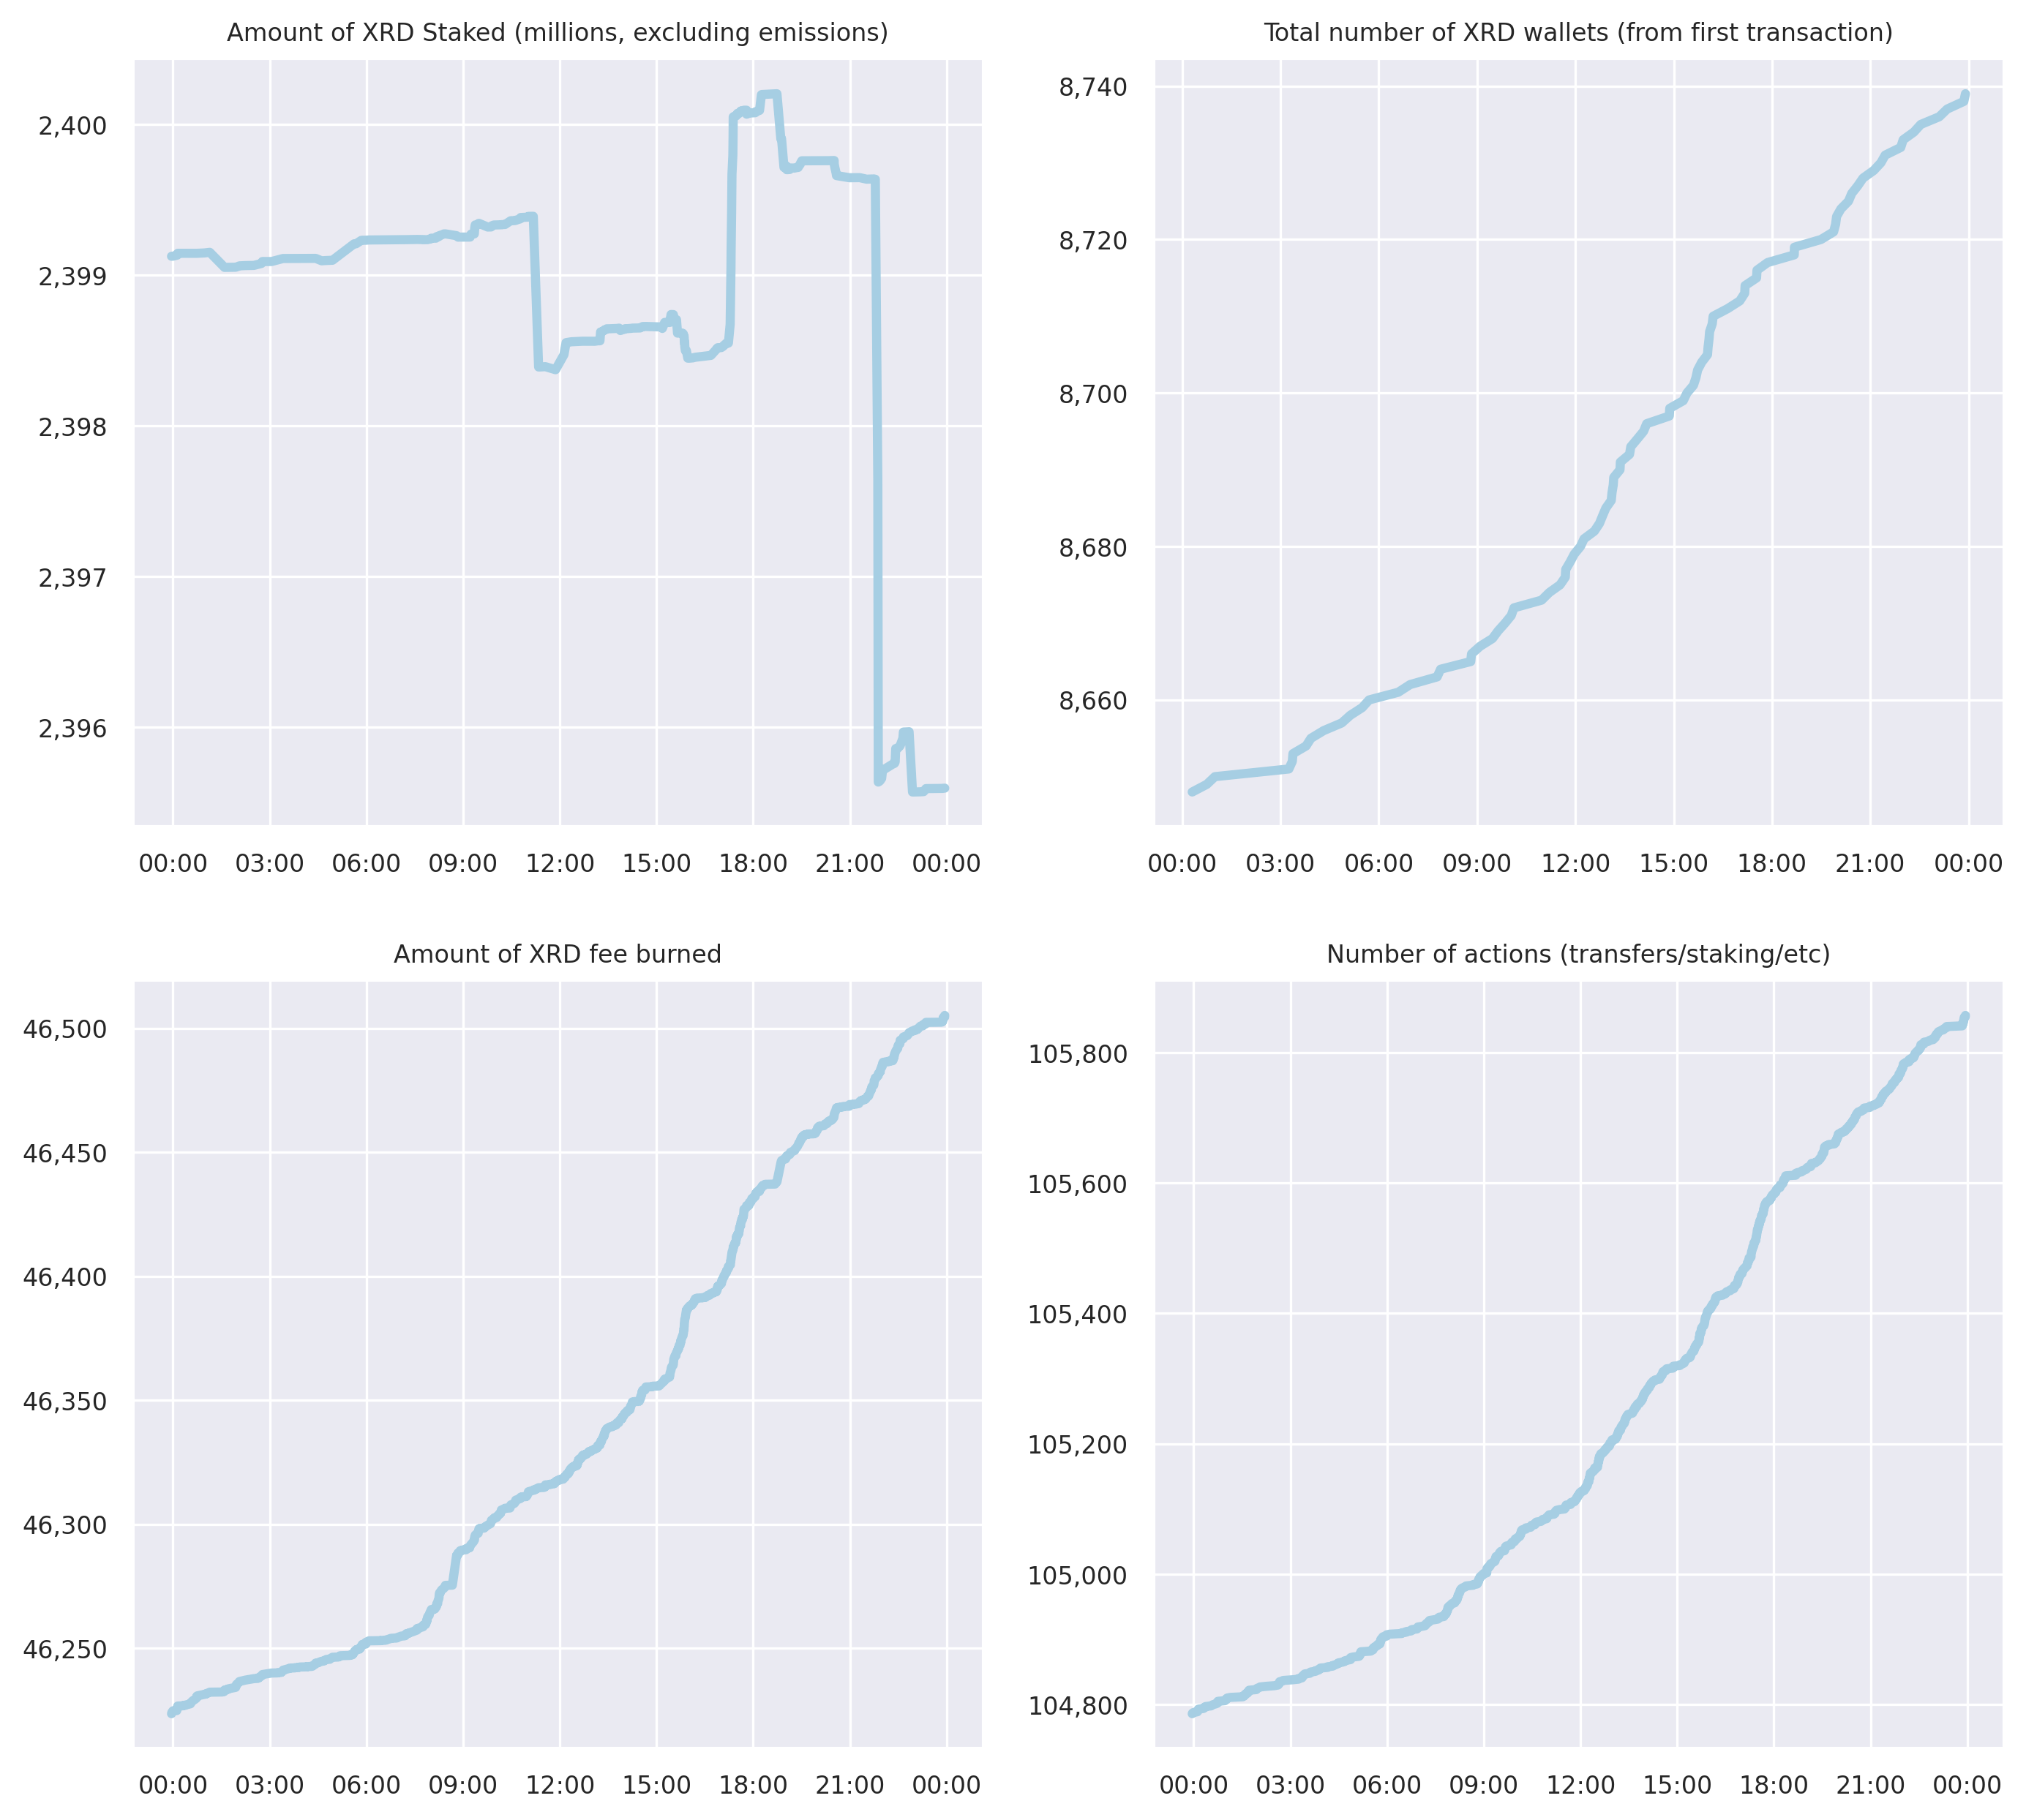 Amount of XRD Staked (millions, excluding emissions)
2,400
2,399
2,398
2,397
2,396
00:00 03:00 06:00 09:00 12:00 15:00 18:00 21:00 00:00
Total number of XRD wallets (from first transaction)
8,740
8,720
8,700
8,680
8,660
00:00 03:00 06:00 09:00 12:00 15:00 18:00 21:00 00:00
Amount of XRD fee burned
46,500
46,450
46,400
46,350
46,300
46,250
00:00 03:00 06:00 09:00 12:00 15:00 18:00 21:00 00:00
Number of actions (transfers/staking/etc)
105,800
105,600
105,400
105,200
105,000
104,800
00:00 03:00 06:00 09:00 12:00 15:00 18:00 21:00 00:00